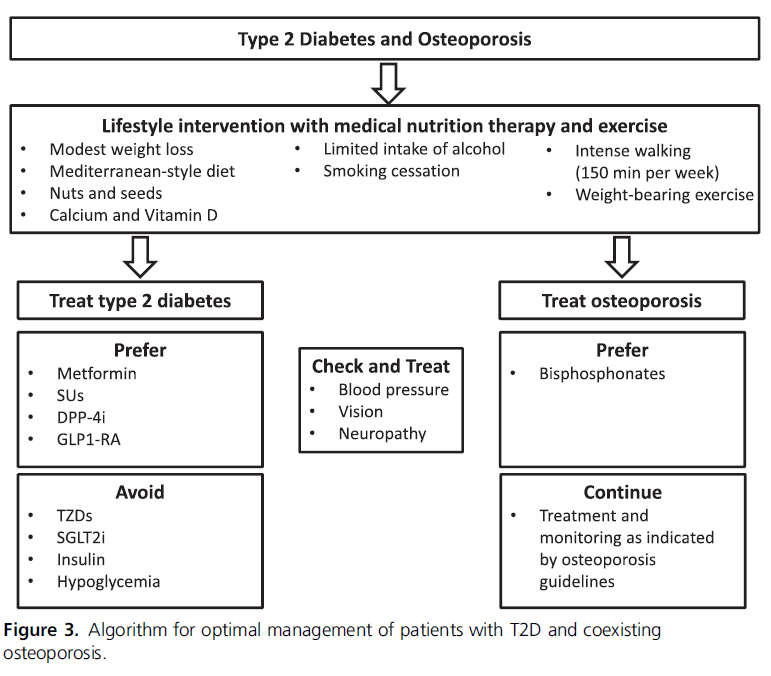 Type 2 Diabetes and Osteoporosis
Lifestyle intervention with medical nutrition therapy and exercise
• Modest weight loss
• Mediterranean-style diet
• Nuts and seeds
• Calcium and Vitamin D
• Limited intake of alcohol
• Smoking cessation
• Intense walking
(150 min per week)
• Weight-bearing exercise
Treat type 2 diabetes
Prefer
• Metformin
• SUs
• DPP-4i
• GLP1-RA
Avoid
• TZDs
• SGLT2i
• Insulin
• Hypoglycemia
Check and Treat
• Blood pressure
• Vision
• Neuropathy
Treat osteoporosis
Prefer
• Bisphosphonates
Continue
• Treatment and
monitoring as indicated
by osteoporosis
guidelines
Figure 3. Algorithm for optimal management of patients with T2D and coexisting
osteoporosis.